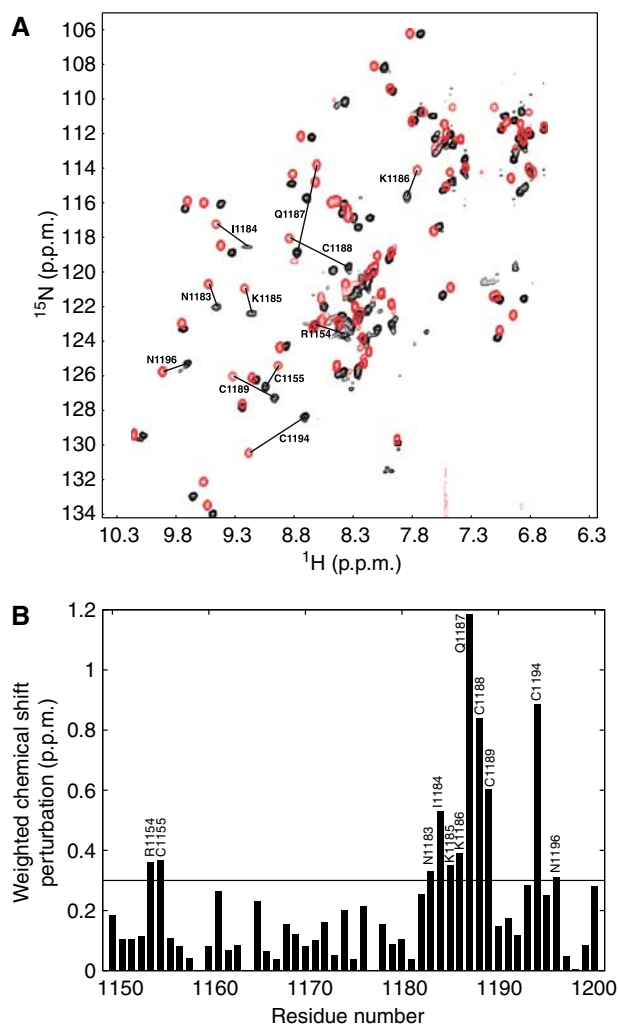 A
106
108
110
112
114
116
118
120
122
124
126
128
130
132
134
15N (p.p.m.)
K1186
Q1187
I1184
C1188
N1183
K1185
R1154
N1196
C1155
C1189
C1194
10.3 9.8 9.3 8.8 8.3 7.8 7.3 6.8 6.3
1H (p.p.m.)
B
1.2
1
0.8
0.6
0.4
0.2
0
Weighted chemical shift
perturbation (p.p.m.)
R1154
C1155
N1183
I1184
K1185
K1186
Q1187
C1188
C1189
C1194
N1196
1150 1160 1170 1180 1190 1200
Residue number